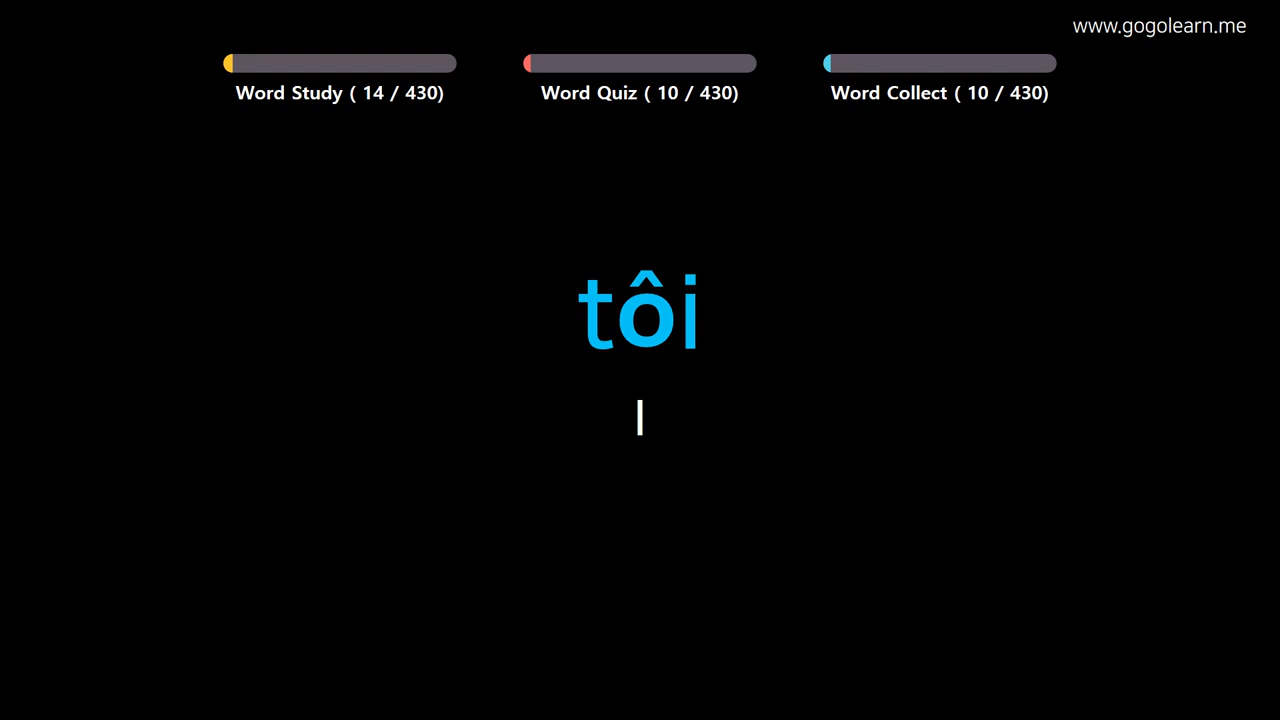 www.gogolearn.me
Word Study ( 14 / 430)
Word Quiz ( 10 / 430)
Word Collect ( 10 / 430)
tôi
I